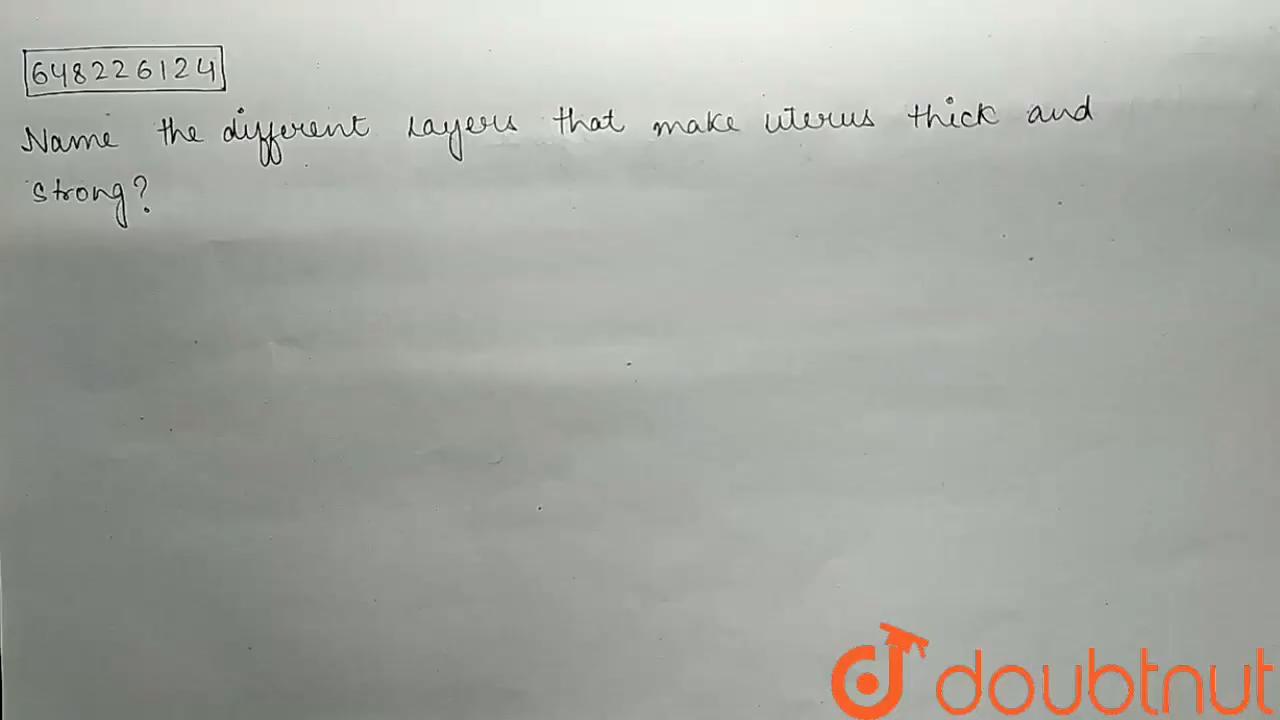 648226124
Name the different layers that make uterus thick and
strong?
doubtnut